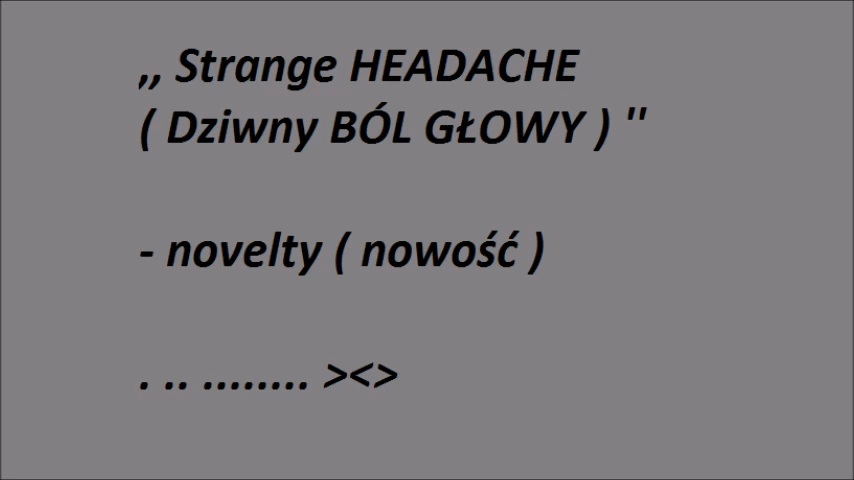 ,, Strange HEADACHE
( Dziwny BÓL GŁOWY ) "
- novelty ( nowość )
. .. ........ ><>